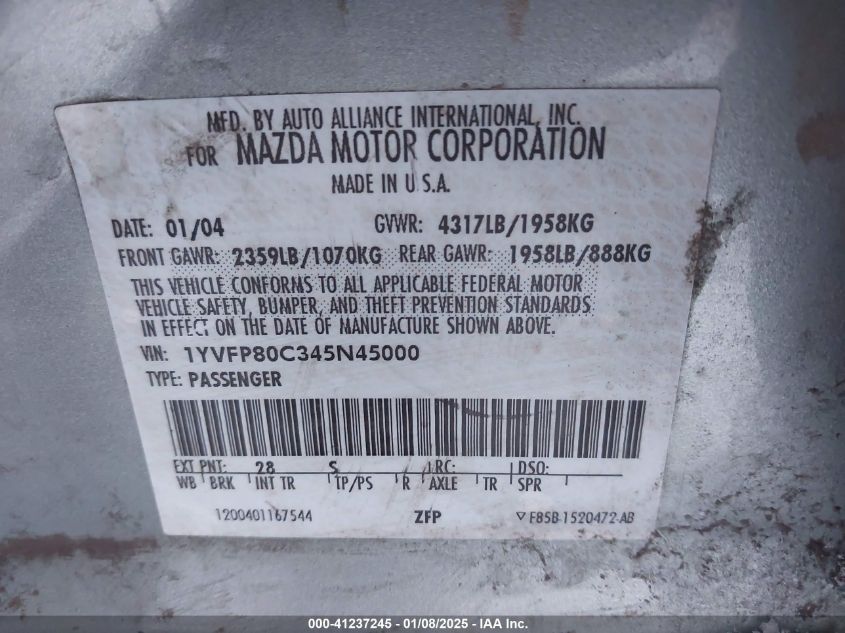 MFD. BY AUTO ALLIANCE INTERNATIONAL, INC.
FOR MAZDA MOTOR CORPORATION
MADE IN U.S.A.
DATE: 01/04 GVWR: 4317LB/1958KG
FRONT GAWR: 2359LB/1070KG REAR GAWR: 1958LB/888KG
THIS VEHICLE CONFORMS TO ALL APPLICABLE FEDERAL MOTOR
VEHICLE SAFETY, BUMPER, AND THEFT PREVENTION STANDARDS
IN EFFECT ON THE DATE OF MANUFACTURE SHOWN ABOVE.
VIN: 1YVFP80C345N45000
TYPE: PASSENGER
EXT PNT: 28 S RC: DSO:
WB BRK INT TR TP/PS R AXLE TR SPR
1200401167544 ZFP ▽ F85B-1520472-AB
000-41237245 - 01/08/2025 - IAA Inc.